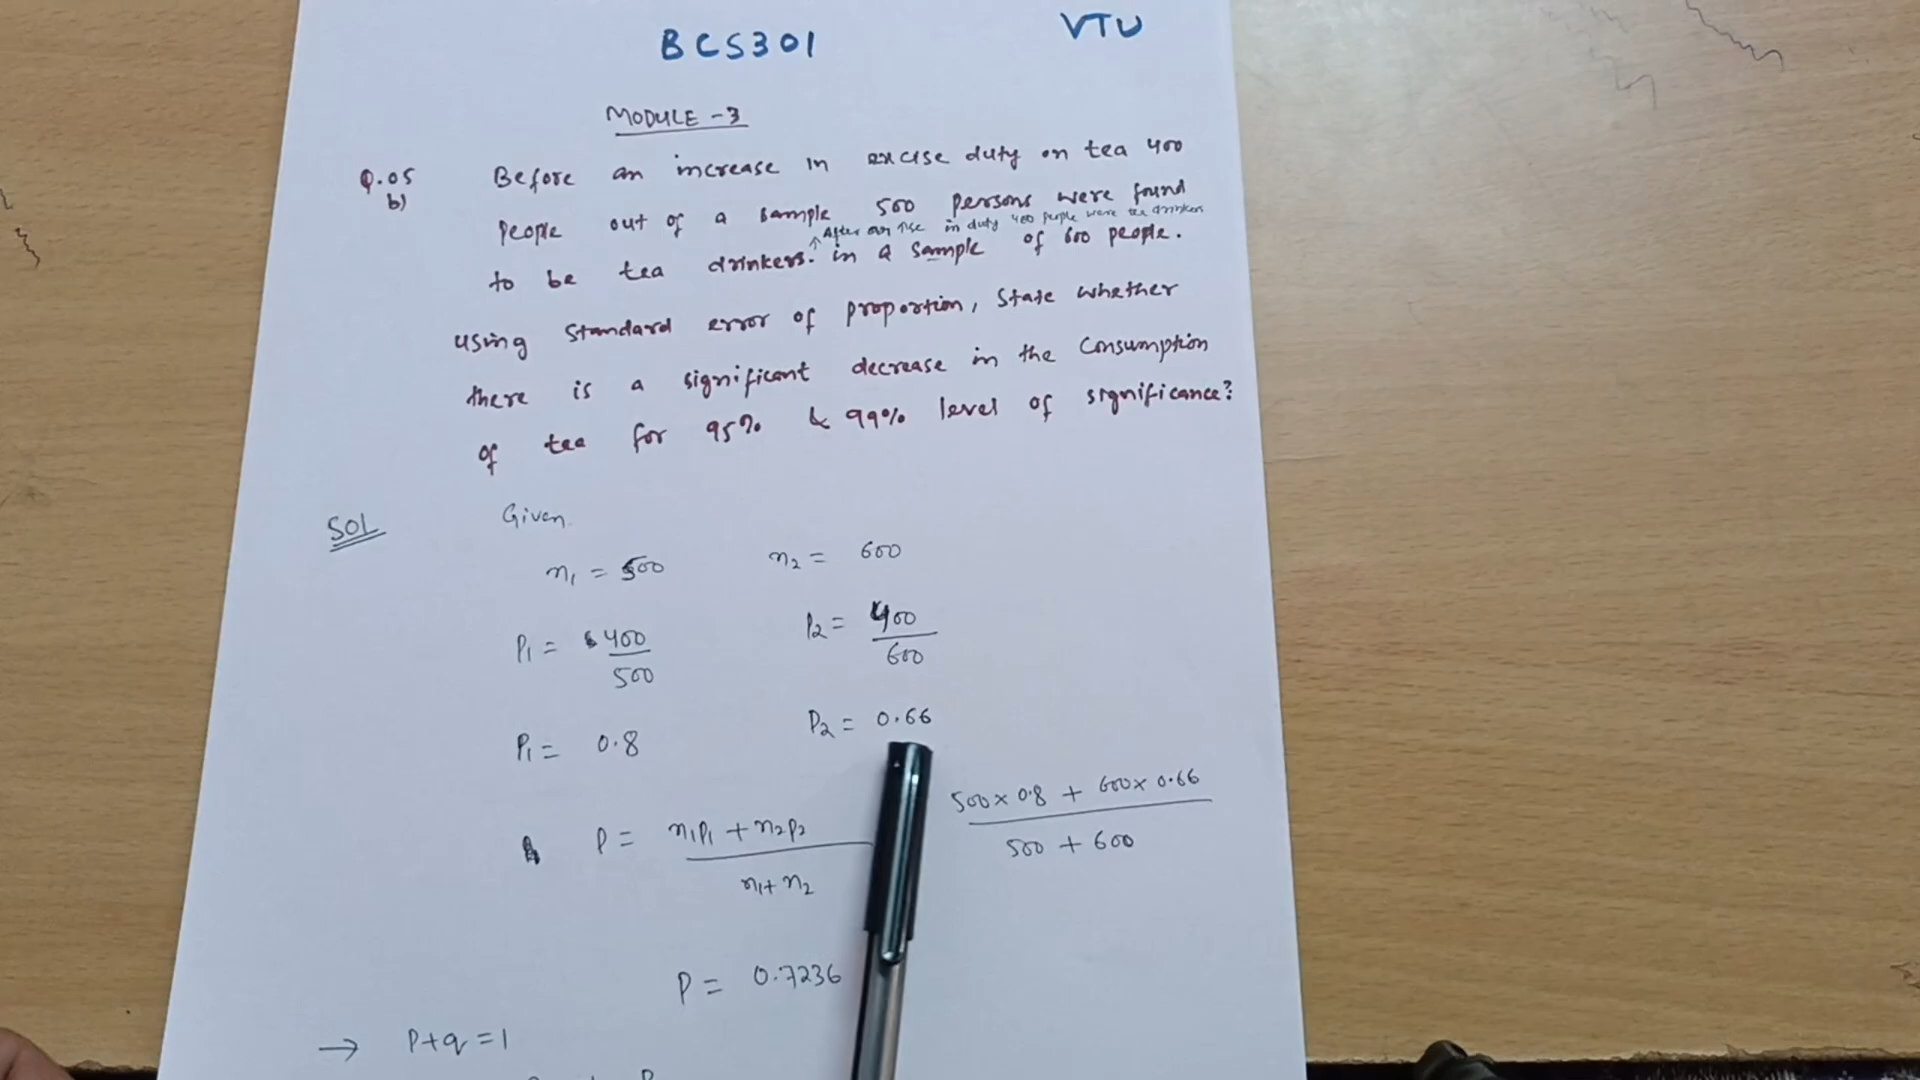 BCS301 VTU
MODULE -3
Q.05 Before an increase in excise duty on tea 400
b)
people out of a sample 500 persons were found
↑ After an rise in duty 400 people were tea drinkers
to be tea drinkers. in a sample of 600 people.
using standard error of proportion, state whether
there is a significant decrease in the consumption
of tea for 95% & 99% level of significance?
SOL Given
n₁ = 500 n₂ = 600
P₁ = 400/500 P₂ = 400/600
P₁ = 0.8 P₂ = 0.66
P = n₁p₁ + n₂p₂ / n₁+n₂ 500×0.8 + 600×0.66 / 500 + 600
P = 0.7236
→ P+q=1